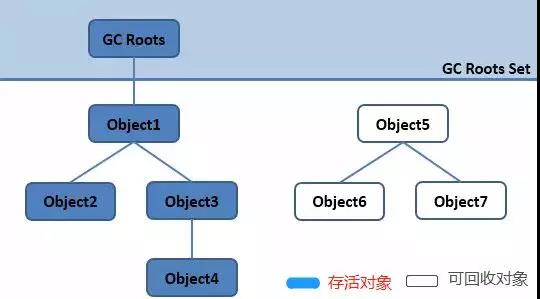 GC Roots
GC Roots Set
Object1
Object5
Object2
Object3
Object6
Object7
Object4
存活对象
可回收对象